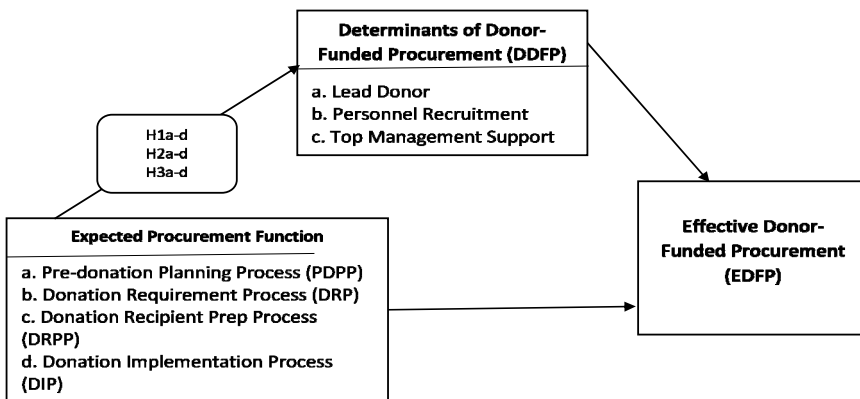 Determinants of Donor-
Funded Procurement (DDFP)
a. Lead Donor
b. Personnel Recruitment
c. Top Management Support
H1a-d
H2a-d
H3a-d
Expected Procurement Function
a. Pre-donation Planning Process (PDPP)
b. Donation Requirement Process (DRP)
c. Donation Recipient Prep Process
(DRPP)
d. Donation Implementation Process
(DIP)
Effective Donor-
Funded Procurement
(EDFP)